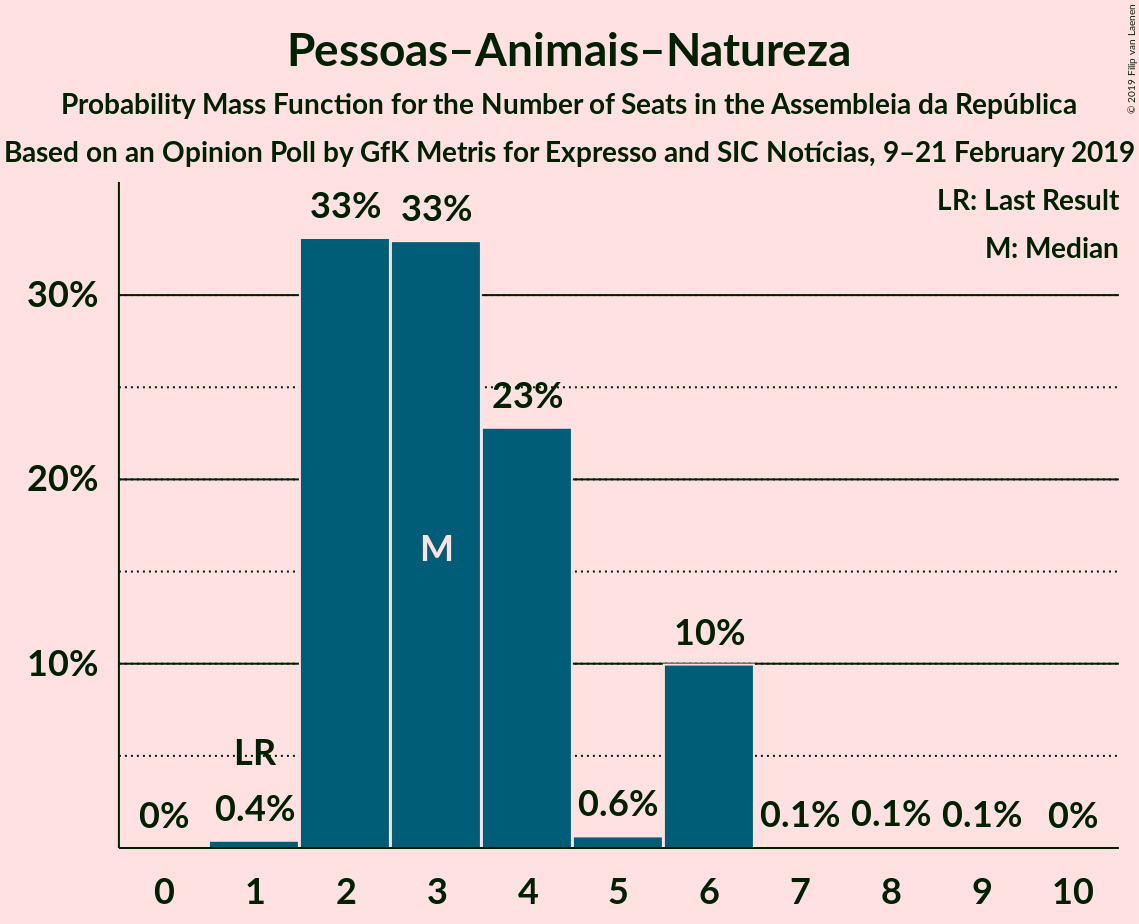 Pessoas–Animais–Natureza
Probability Mass Function for the Number of Seats in the Assembleia da República
Based on an Opinion Poll by GfK Metris for Expresso and SIC Notícias, 9–21 February 2019
© 2019 Filip van Laenen
LR: Last Result
M: Median
33%
33%
30%
23%
20%
M
10%
10%
LR
0%
0.4%
0.6%
0.1%
0.1%
0.1%
0%
0 1 2 3 4 5 6 7 8 9 10